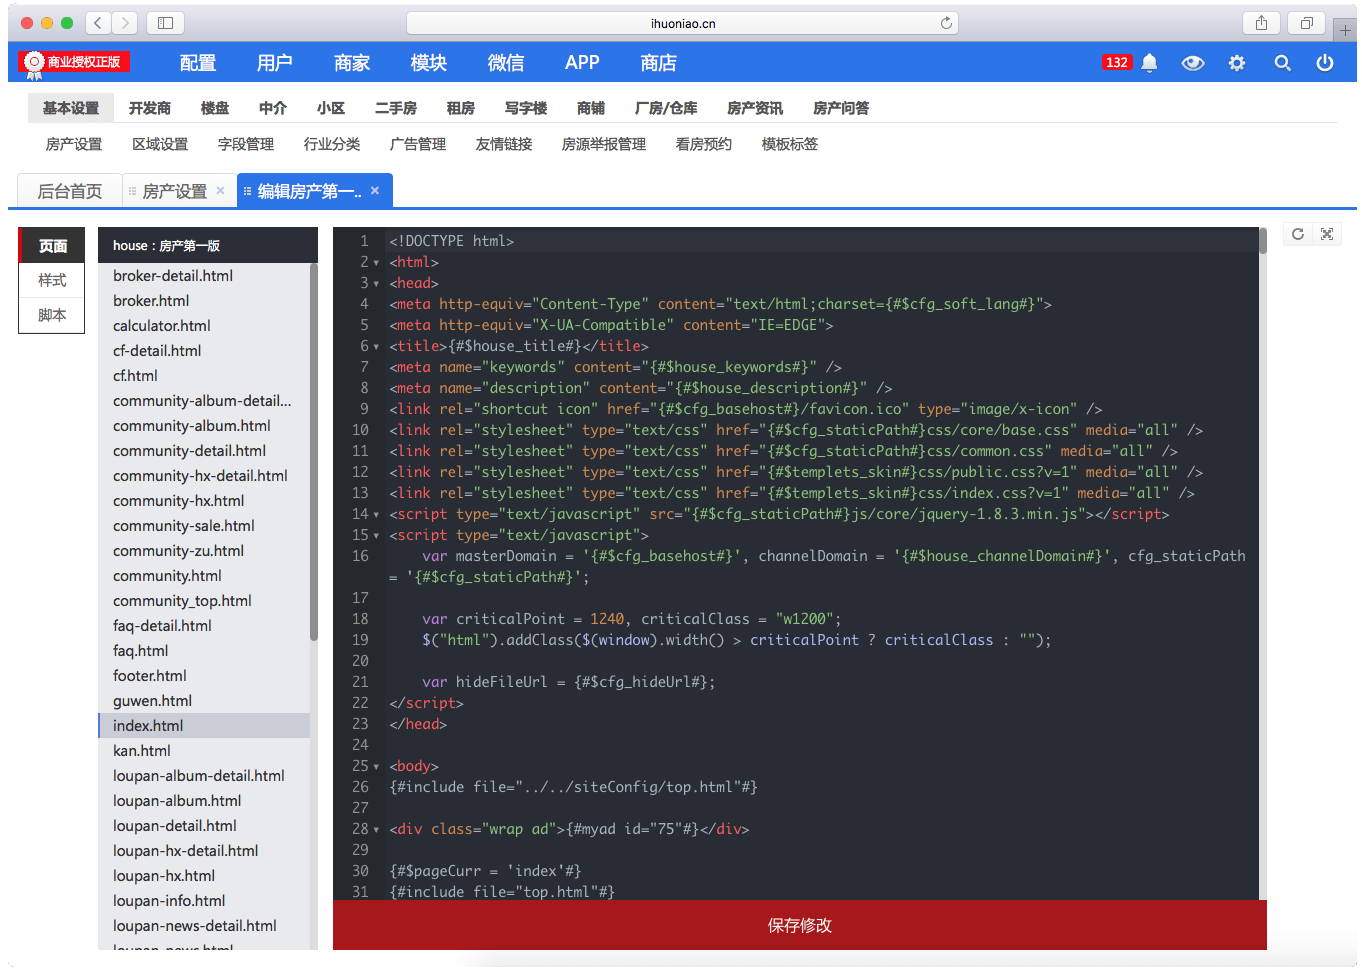 ihuoniao.cn
商业授权正版 配置 用户 商家 模块 微信 APP 商店 132
基本设置 开发商 楼盘 中介 小区 二手房 租房 写字楼 商铺 厂房/仓库 房产资讯 房产问答
房产设置 区域设置 字段管理 行业分类 广告管理 友情链接 房源举报管理 看房预约 模板标签
后台首页 房产设置 × 编辑房产第一.. ×
页面
样式
脚本
house：房产第一版
broker-detail.html
broker.html
calculator.html
cf-detail.html
cf.html
community-album-detail...
community-album.html
community-detail.html
community-hx-detail.html
community-hx.html
community-sale.html
community-zu.html
community.html
community_top.html
faq-detail.html
faq.html
footer.html
guwen.html
index.html
kan.html
loupan-album-detail.html
loupan-album.html
loupan-detail.html
loupan-hx-detail.html
loupan-hx.html
loupan-info.html
loupan-news-detail.html
loupan-news.html
1 <!DOCTYPE html>
2 <html>
3 <head>
4 <meta http-equiv="Content-Type" content="text/html;charset={#$cfg_soft_lang#}">
5 <meta http-equiv="X-UA-Compatible" content="IE=EDGE">
6 <title>{#$house_title#}</title>
7 <meta name="keywords" content="{#$house_keywords#}" />
8 <meta name="description" content="{#$house_description#}" />
9 <link rel="shortcut icon" href="{#$cfg_basehost#}/favicon.ico" type="image/x-icon" />
10 <link rel="stylesheet" type="text/css" href="{#$cfg_staticPath#}css/core/base.css" media="all" />
11 <link rel="stylesheet" type="text/css" href="{#$cfg_staticPath#}css/common.css" media="all" />
12 <link rel="stylesheet" type="text/css" href="{#$templets_skin#}css/public.css?v=1" media="all" />
13 <link rel="stylesheet" type="text/css" href="{#$templets_skin#}css/index.css?v=1" media="all" />
14 <script type="text/javascript" src="{#$cfg_staticPath#}js/core/jquery-1.8.3.min.js"></script>
15 <script type="text/javascript">
16 var masterDomain = '{#$cfg_basehost#}', channelDomain = '{#$house_channelDomain#}', cfg_staticPath
= '{#$cfg_staticPath#}';
17
18 var criticalPoint = 1240, criticalClass = "w1200";
19 $("html").addClass($(window).width() > criticalPoint ? criticalClass : "");
20
21 var hideFileUrl = {#$cfg_hideUrl#};
22 </script>
23 </head>
24
25 <body>
26 {#include file="../../siteConfig/top.html"#}
27
28 <div class="wrap ad">{#myad id="75"#}</div>
29
30 {#$pageCurr = 'index'#}
31 {#include file="top.html"#}
保存修改